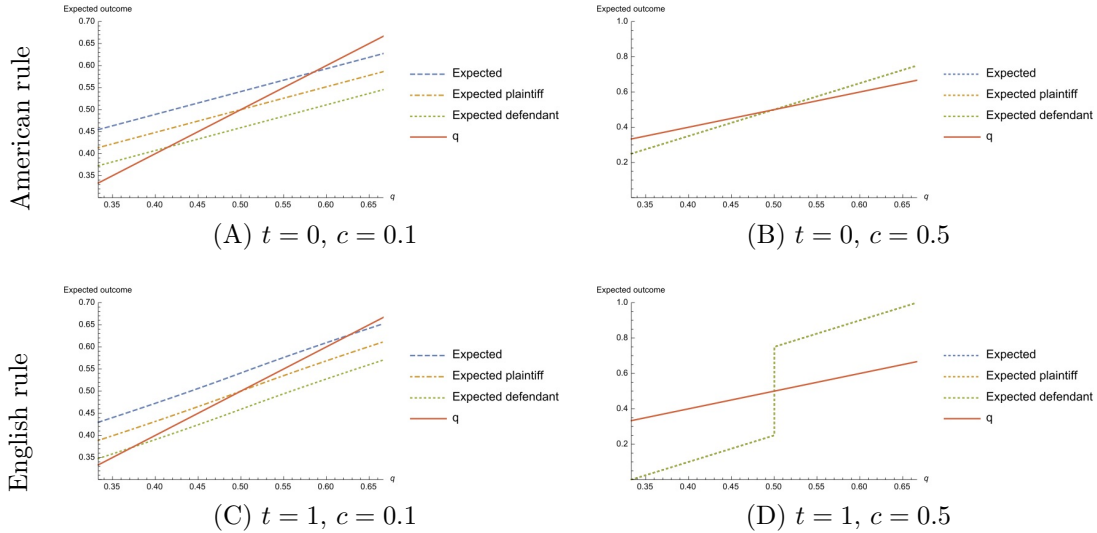 American rule
Expected outcome
0.70
0.65
0.60
0.55
0.50
0.45
0.40
0.35
0.35 0.40 0.45 0.50 0.55 0.60 0.65
q
Expected
Expected plaintiff
Expected defendant
q
(A) t = 0, c = 0.1
Expected outcome
1.0
0.8
0.6
0.4
0.2
0.35 0.40 0.45 0.50 0.55 0.60 0.65
q
Expected
Expected plaintiff
Expected defendant
q
(B) t = 0, c = 0.5
English rule
Expected outcome
0.70
0.65
0.60
0.55
0.50
0.45
0.40
0.35
0.35 0.40 0.45 0.50 0.55 0.60 0.65
q
Expected
Expected plaintiff
Expected defendant
q
(C) t = 1, c = 0.1
Expected outcome
1.0
0.8
0.6
0.4
0.2
0.35 0.40 0.45 0.50 0.55 0.60 0.65
q
Expected
Expected plaintiff
Expected defendant
q
(D) t = 1, c = 0.5